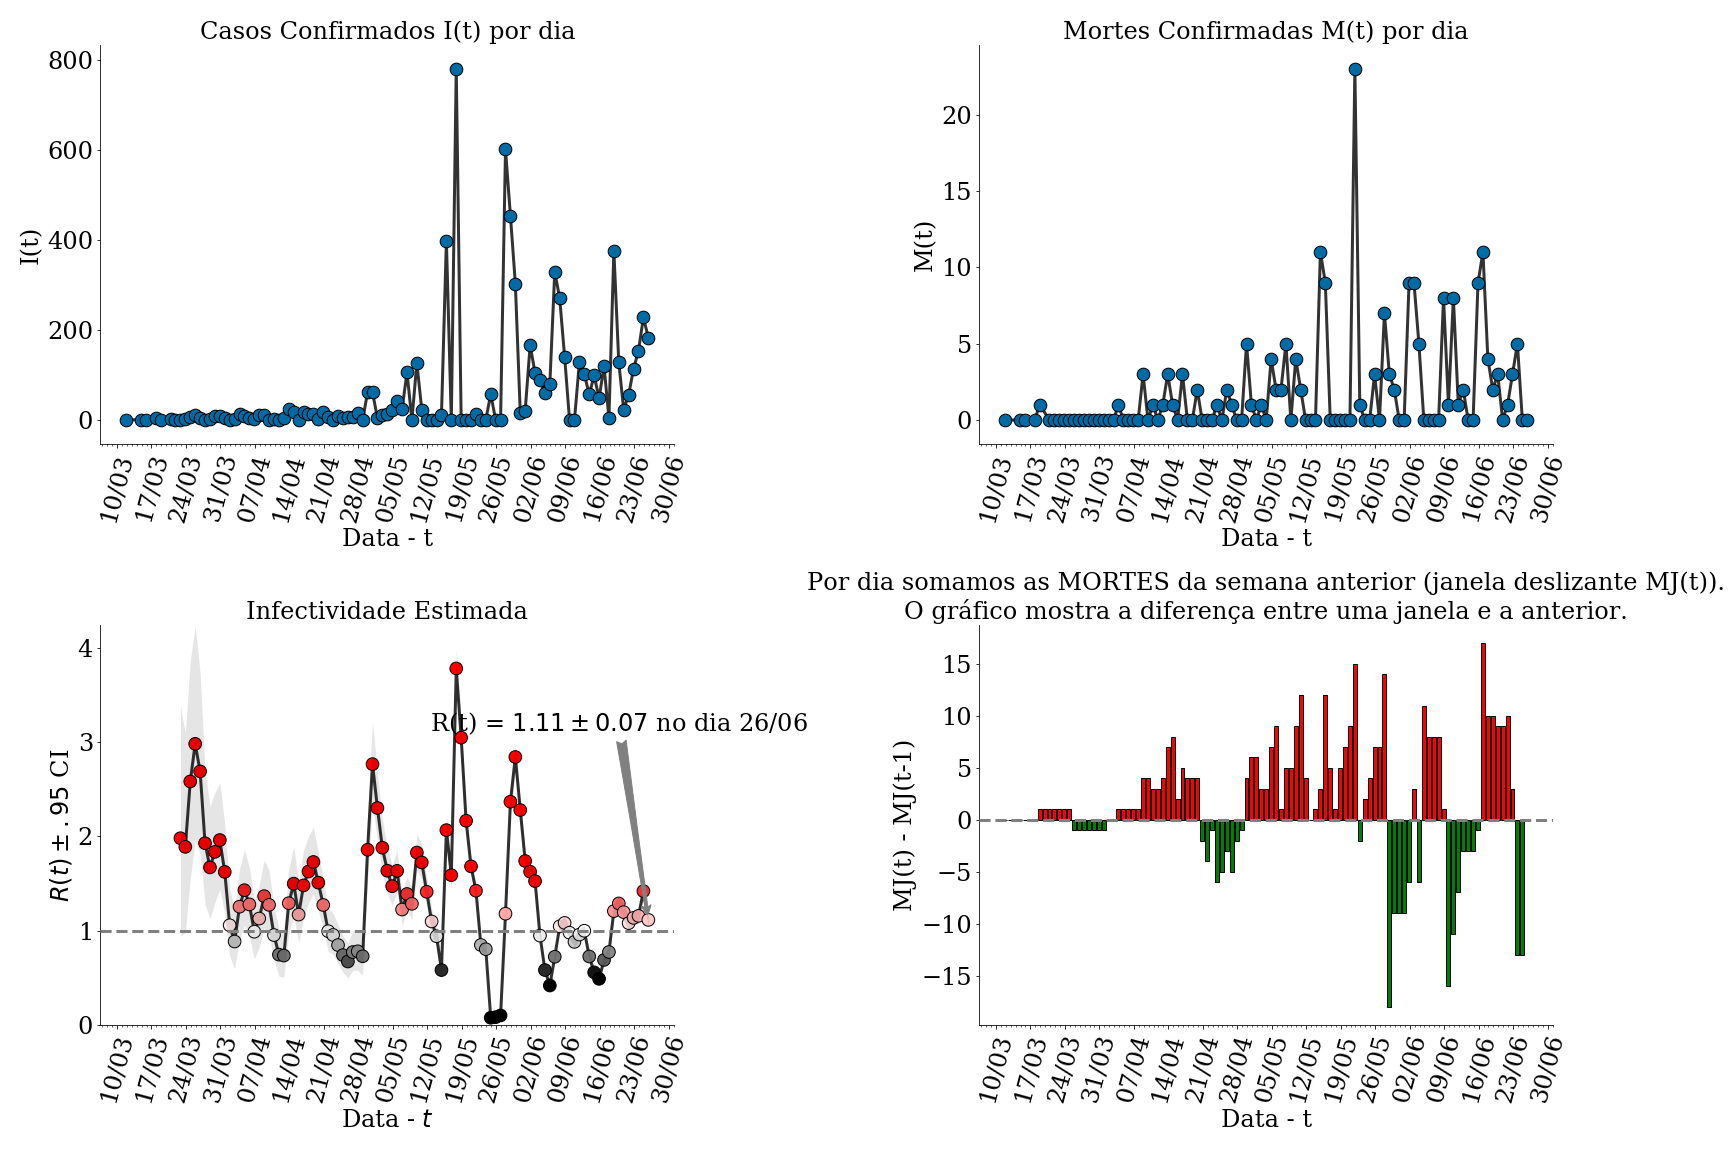 Casos Confirmados I(t) por dia
800
600
400
200
0
I(t)
10/03 17/03 24/03 31/03 07/04 14/04 21/04 28/04 05/05 12/05 19/05 26/05 02/06 09/06 16/06 23/06 30/06
Data - t
Mortes Confirmadas M(t) por dia
20
15
10
5
0
M(t)
10/03 17/03 24/03 31/03 07/04 14/04 21/04 28/04 05/05 12/05 19/05 26/05 02/06 09/06 16/06 23/06 30/06
Data - t
Infectividade Estimada
4
3
2
1
0
R(t) ± .95 CI
R(t) = 1.11 ± 0.07 no dia 26/06
10/03 17/03 24/03 31/03 07/04 14/04 21/04 28/04 05/05 12/05 19/05 26/05 02/06 09/06 16/06 23/06 30/06
Data - t
Por dia somamos as MORTES da semana anterior (janela deslizante MJ(t)).
O gráfico mostra a diferença entre uma janela e a anterior.
15
10
5
0
−5
−10
−15
MJ(t) - MJ(t-1)
10/03 17/03 24/03 31/03 07/04 14/04 21/04 28/04 05/05 12/05 19/05 26/05 02/06 09/06 16/06 23/06 30/06
Data - t